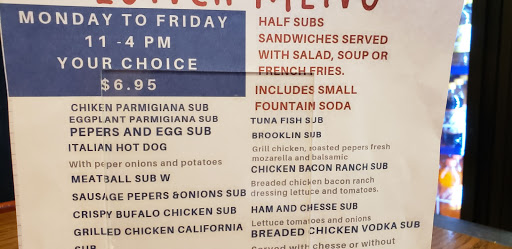 LUNCH MENU
MONDAY TO FRIDAY
11 -4 PM
YOUR CHOICE
$6.95
HALF SUBS
SANDWICHES SERVED
WITH SALAD, SOUP OR
FRENCH FRIES.
INCLUDES SMALL
FOUNTAIN SODA
CHIKEN PARMIGIANA SUB
EGGPLANT PARMIGIANA SUB
PEPERS AND EGG SUB
ITALIAN HOT DOG
With peper onions and potatoes
MEATBALL SUB W
SAUSAGE PEPERS &ONIONS SUB
CRISPY BUFALO CHICKEN SUB
GRILLED CHICKEN CALIFORNIA
SUB
TUNA FISH SUB
BROOKLIN SUB
Grill chicken, roasted pepers fresh
mozarella and balsamic
CHICKEN BACON RANCH SUB
Breaded chicken bacon ranch
dressing lettuce and tomatoes.
HAM AND CHESSE SUB
Lettuce tomatoes and onions
BREADED CHICKEN VODKA SUB
Served with cheese or without